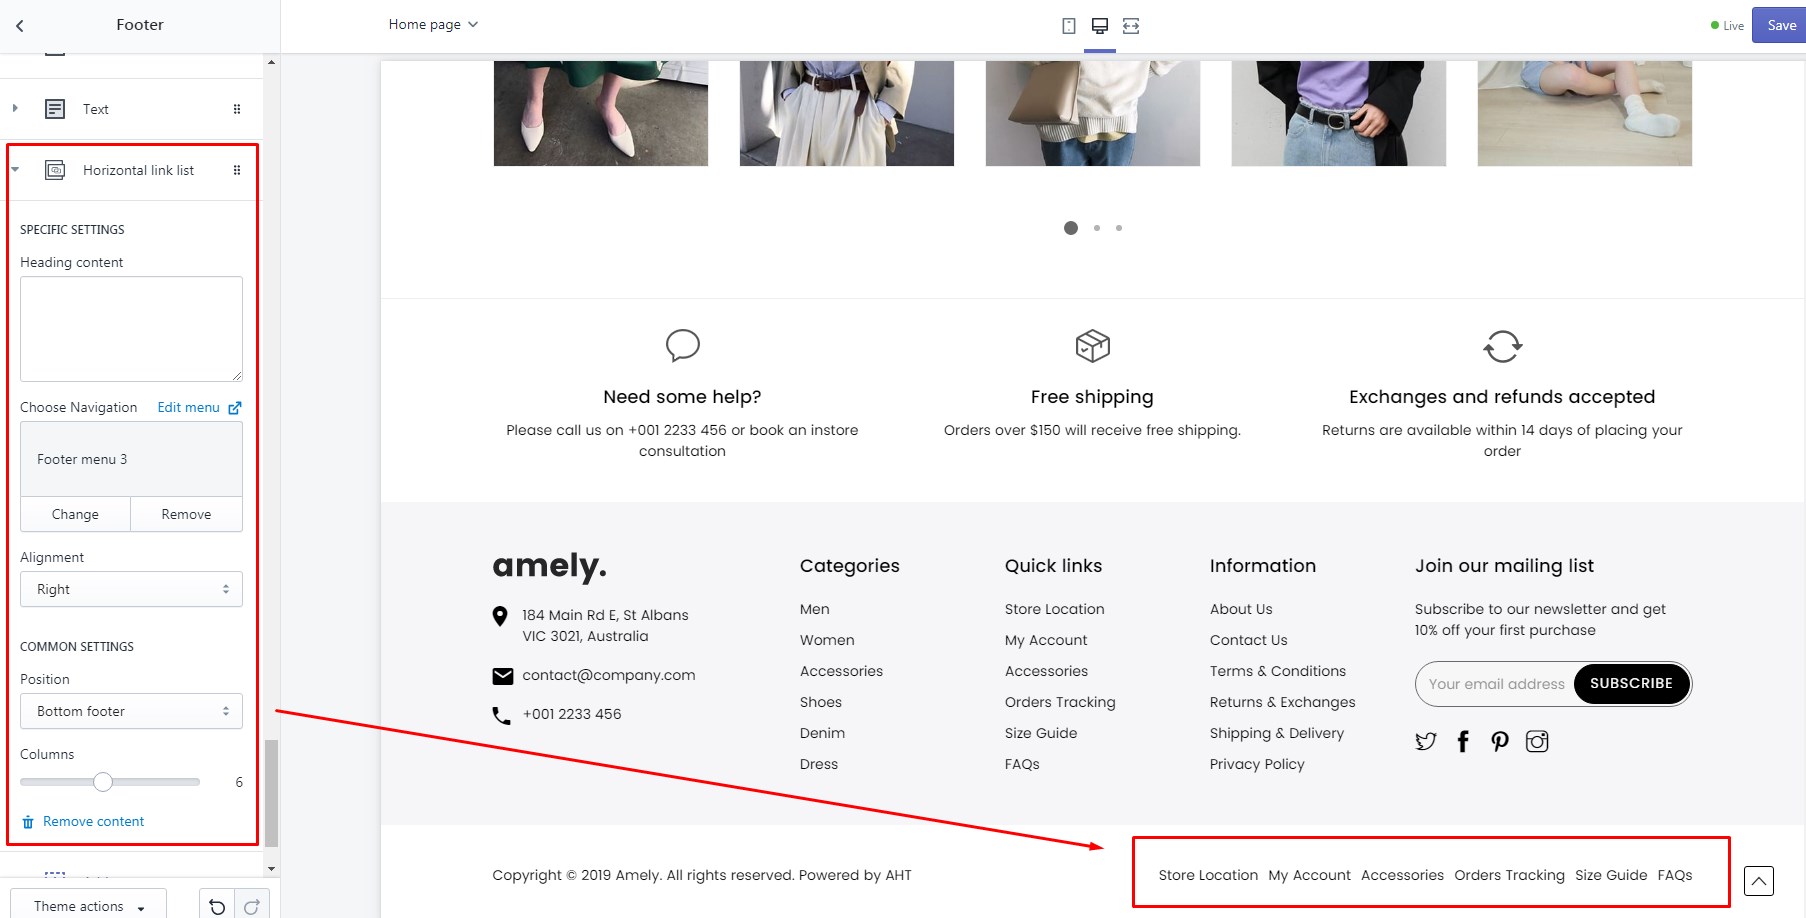 Footer
Home page
Live
Save
Text
Horizontal link list
SPECIFIC SETTINGS
Heading content
Choose Navigation Edit menu
Footer menu 3
Change Remove
Alignment
Right
COMMON SETTINGS
Position
Bottom footer
Columns
6
Remove content
Theme actions
Need some help?
Please call us on +001 2233 456 or book an instore
consultation
Free shipping
Orders over $150 will receive free shipping.
Exchanges and refunds accepted
Returns are available within 14 days of placing your
order
amely.
184 Main Rd E, St Albans
VIC 3021, Australia
contact@company.com
+001 2233 456
Categories
Men
Women
Accessories
Shoes
Denim
Dress
Quick links
Store Location
My Account
Accessories
Orders Tracking
Size Guide
FAQs
Information
About Us
Contact Us
Terms & Conditions
Returns & Exchanges
Shipping & Delivery
Privacy Policy
Join our mailing list
Subscribe to our newsletter and get
10% off your first purchase
Your email address SUBSCRIBE
Copyright © 2019 Amely. All rights reserved. Powered by AHT
Store Location My Account Accessories Orders Tracking Size Guide FAQs